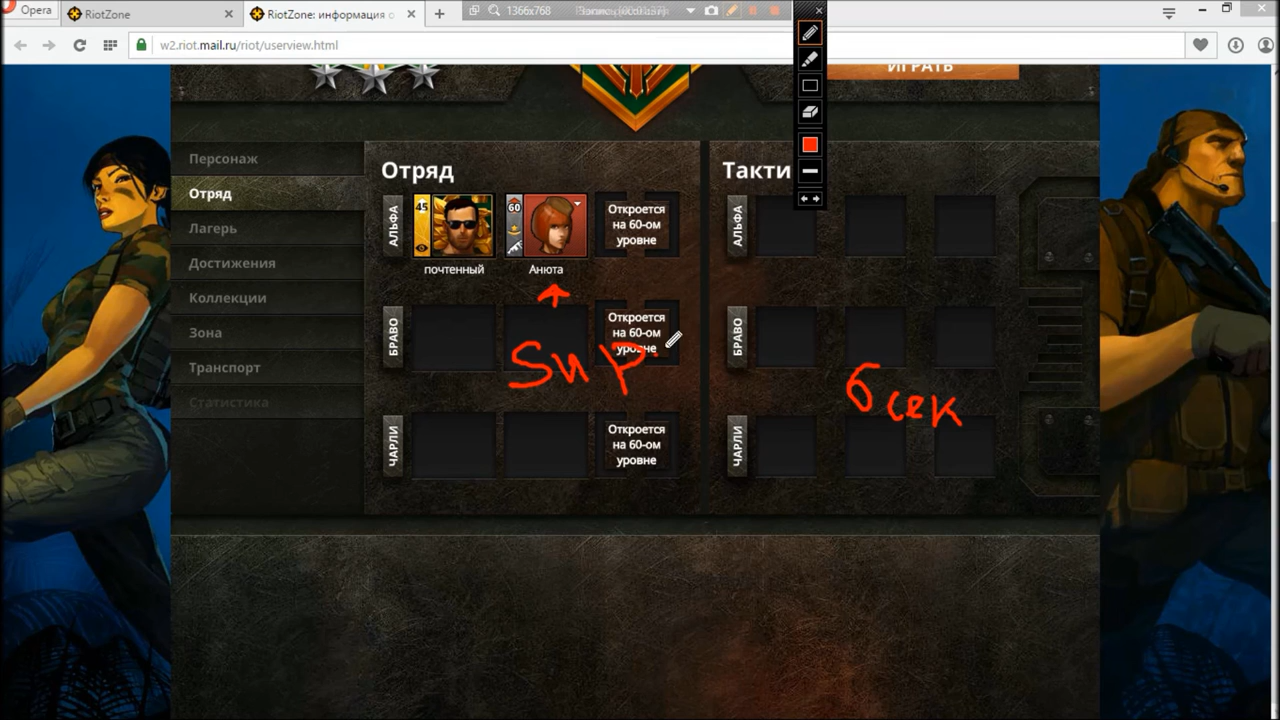 Opera
RiotZone
RiotZone: информация о
1366x768
w2.riot.mail.ru/riot/userview.html
ИГРАТЬ
Персонаж
Отряд
Лагерь
Достижения
Коллекции
Зона
Транспорт
Статистика
Отряд
АЛЬФА
45
60
Откроется
на 60-ом
уровне
почтенный
Анюта
БРАВО
Откроется
на 60-ом
уровне
Sup.
ЧАРЛИ
Откроется
на 60-ом
уровне
Такти
АЛЬФА
БРАВО
6 сек
ЧАРЛИ